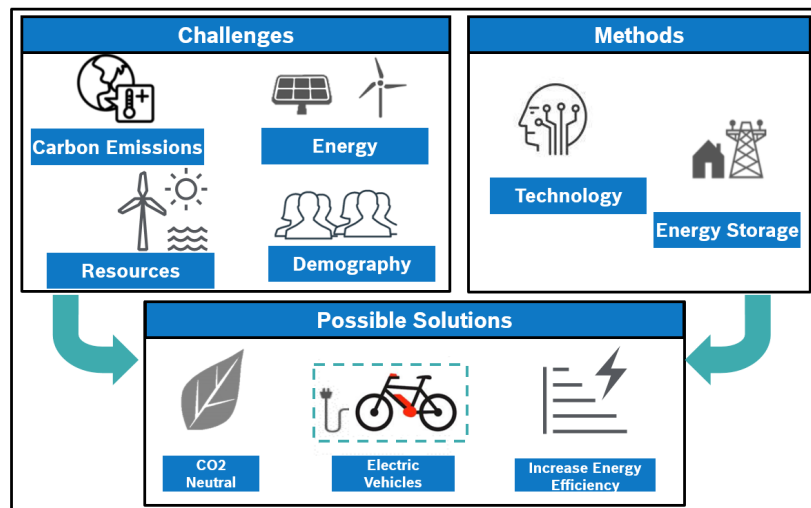 Challenges
Carbon Emissions
Energy
Resources
Demography
Methods
Technology
Energy Storage
Possible Solutions
CO2
Neutral
Electric
Vehicles
Increase Energy
Efficiency